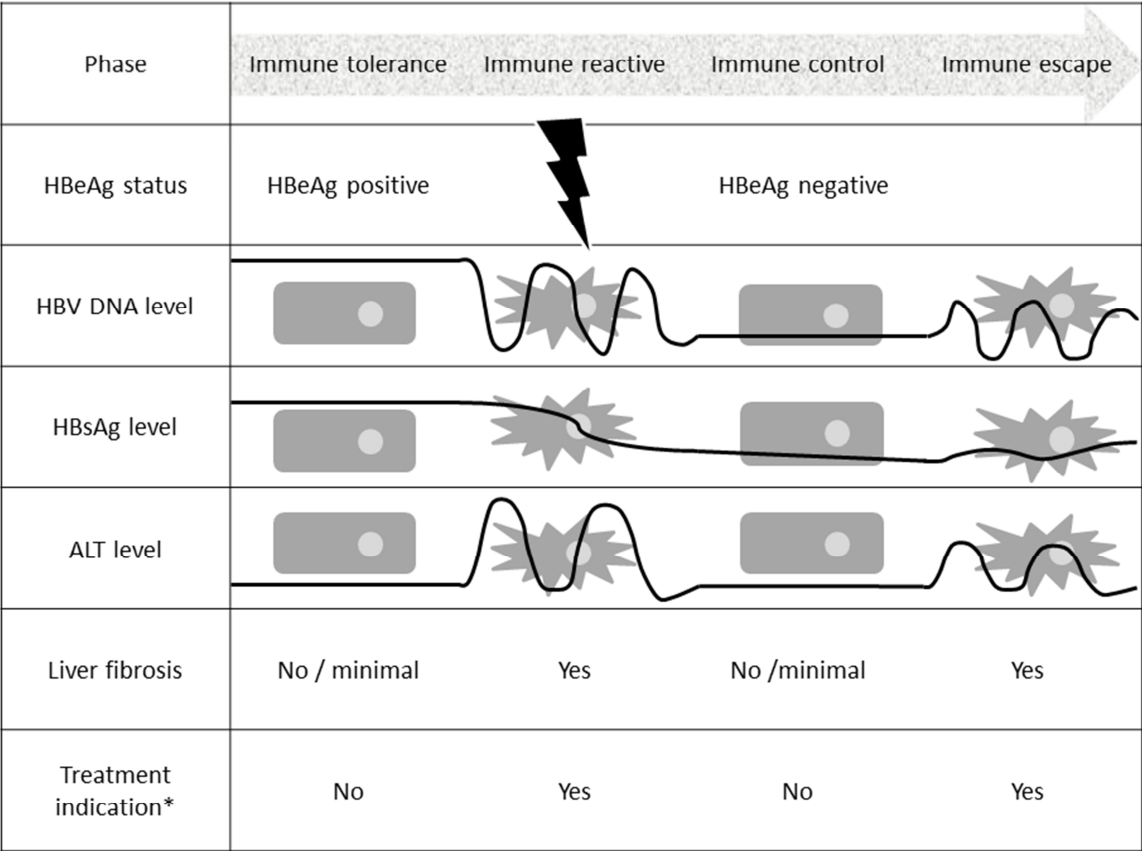 Phase
Immune tolerance
Immune reactive
Immune control
Immune escape
HBeAg status
HBeAg positive
HBeAg negative
HBV DNA level
HBsAg level
ALT level
Liver fibrosis
No / minimal
Yes
No /minimal
Yes
Treatment
indication*
No
Yes
No
Yes